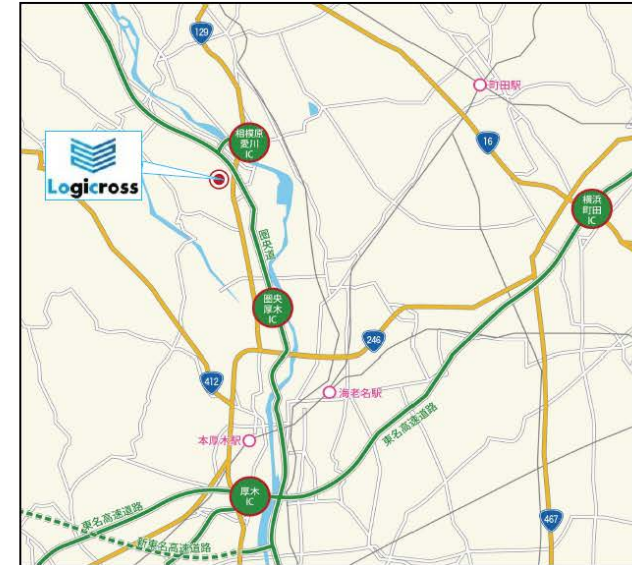 129
町田駅
相模原
愛川
IC
16
Logicross
横浜
町田
IC
圏央道
圏央
厚木
IC
246
412
海老名駅
本厚木駅
東名高速道路
厚木
IC
東名高速道路
新東名高速道路
467